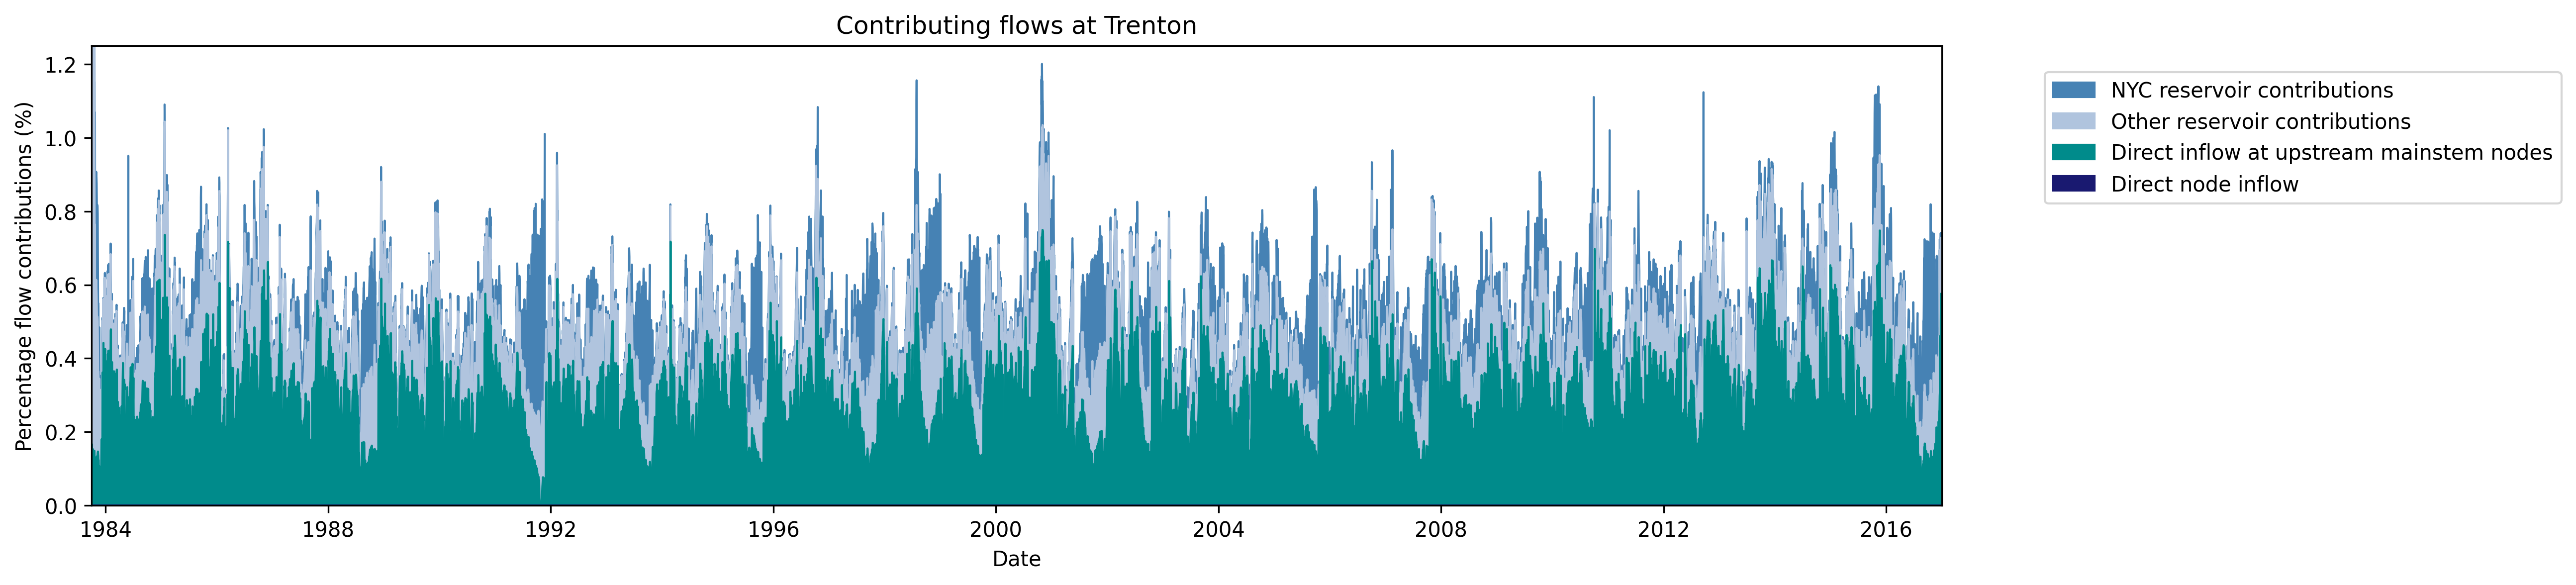 Contributing flows at Trenton
Percentage flow contributions (%)
1.2
1.0
0.8
0.6
0.4
0.2
0.0
1984 1988 1992 1996 2000 2004 2008 2012 2016
Date
NYC reservoir contributions
Other reservoir contributions
Direct inflow at upstream mainstem nodes
Direct node inflow